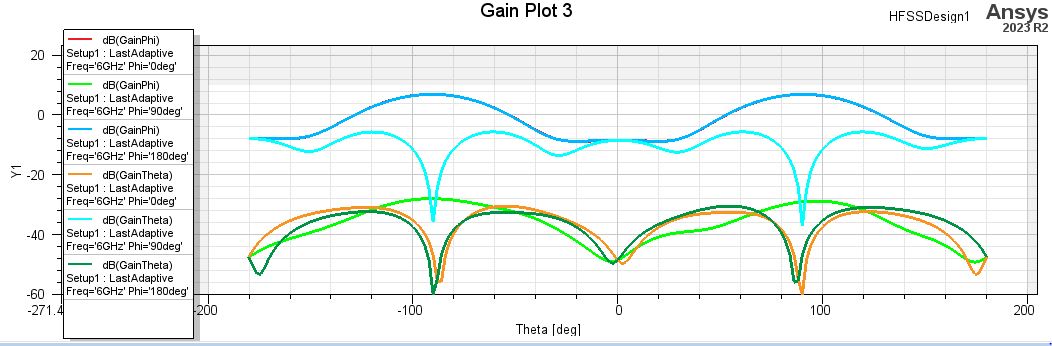 Gain Plot 3
HFSSDesign1
Ansys
2023 R2
dB(GainPhi)
Setup1 : LastAdaptive
Freq='6GHz' Phi='0deg'
dB(GainPhi)
Setup1 : LastAdaptive
Freq='6GHz' Phi='90deg'
dB(GainPhi)
Setup1 : LastAdaptive
Freq='6GHz' Phi='180deg'
dB(GainTheta)
Setup1 : LastAdaptive
Freq='6GHz' Phi='0deg'
dB(GainTheta)
Setup1 : LastAdaptive
Freq='6GHz' Phi='90deg'
dB(GainTheta)
Setup1 : LastAdaptive
Freq='6GHz' Phi='180deg'
Y1
20
0
-20
-40
-60
-271.4
-200
-100
0
100
200
Theta [deg]